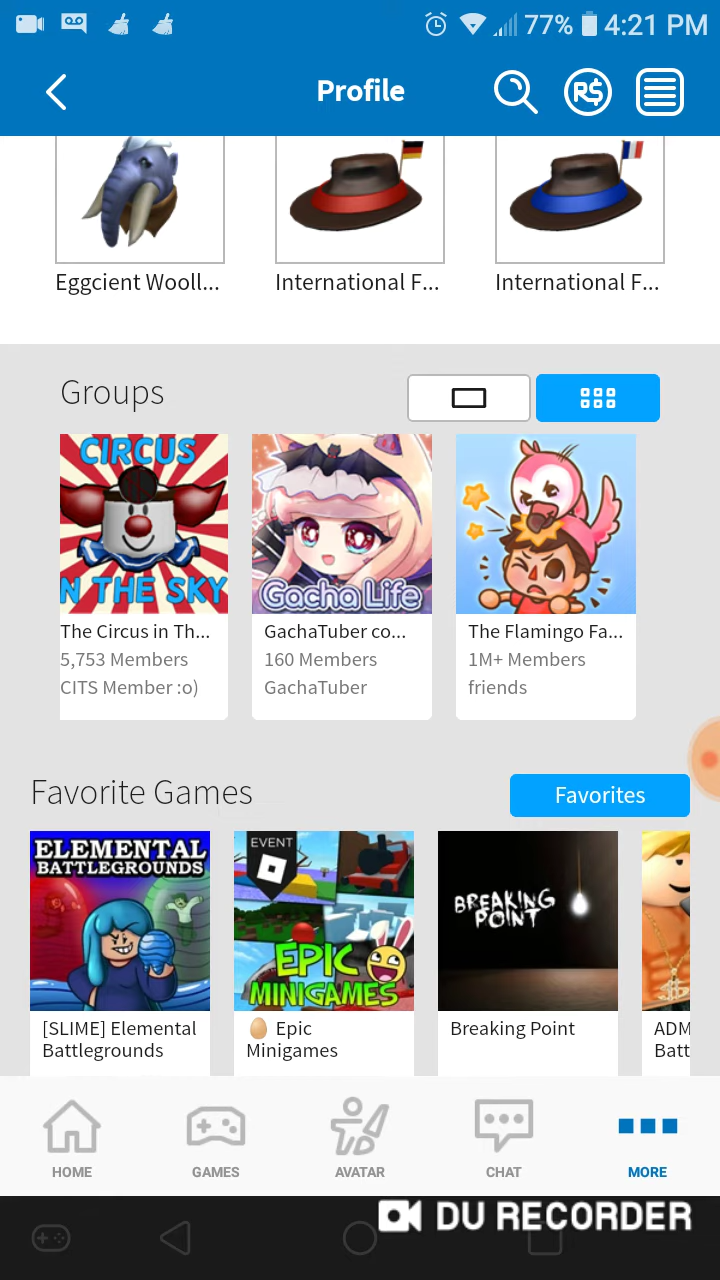 77% 4:21 PM
Profile
R$
Eggcient Wooll...
International F...
International F...
Groups
CIRCUS
N THE SKY
Gacha Life
The Circus in Th...
5,753 Members
CITS Member :o)
GachaTuber co...
160 Members
GachaTuber
The Flamingo Fa...
1M+ Members
friends
Favorite Games
Favorites
ELEMENTAL
BATTLEGROUNDS
EVENT
EPIC
MINIGAMES
BREAKING
POINT
[SLIME] Elemental
Battlegrounds
🥚 Epic
Minigames
Breaking Point
ADM
Batt
HOME
GAMES
AVATAR
CHAT
MORE
DU RECORDER